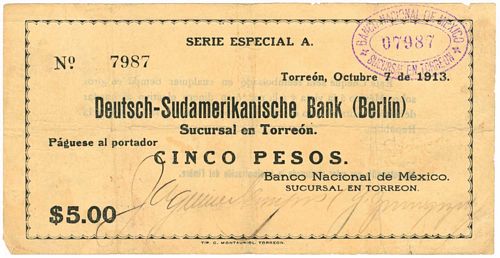 SERIE ESPECIAL A.
Nº 7987
BANCO NACIONAL DE MEXICO
07987
SUCURSAL EN TORREON
Torreón, Octubre 7 de 1913.
Deutsch-Sudamerikanische Bank (Berlín)
Sucursal en Torreón.
Páguese al portador
CINCO PESOS.
Banco Nacional de México.
SUCURSAL EN TORREON.
$5.00
TIP. G. MONTAURIOL, TORREON.